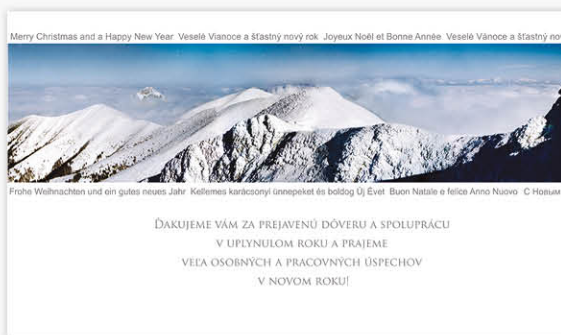 Merry Christmas and a Happy New Year Veselé Vianoce a šťastný nový rok Joyeux Noël et Bonne Année Veselé Vánoce a šťastný
Frohe Weihnachten und ein gutes neues Jahr Kellemes karácsonyi ünnepeket és boldog Új Évet Buon Natale e felice Anno Nuovo С Новым
ĎAKUJEME VÁM ZA PREJAVENÚ DÔVERU A SPOLUPRÁCU
V UPLYNULOM ROKU A PRAJEME
VEĽA OSOBNÝCH A PRACOVNÝCH ÚSPECHOV
V NOVOM ROKU!